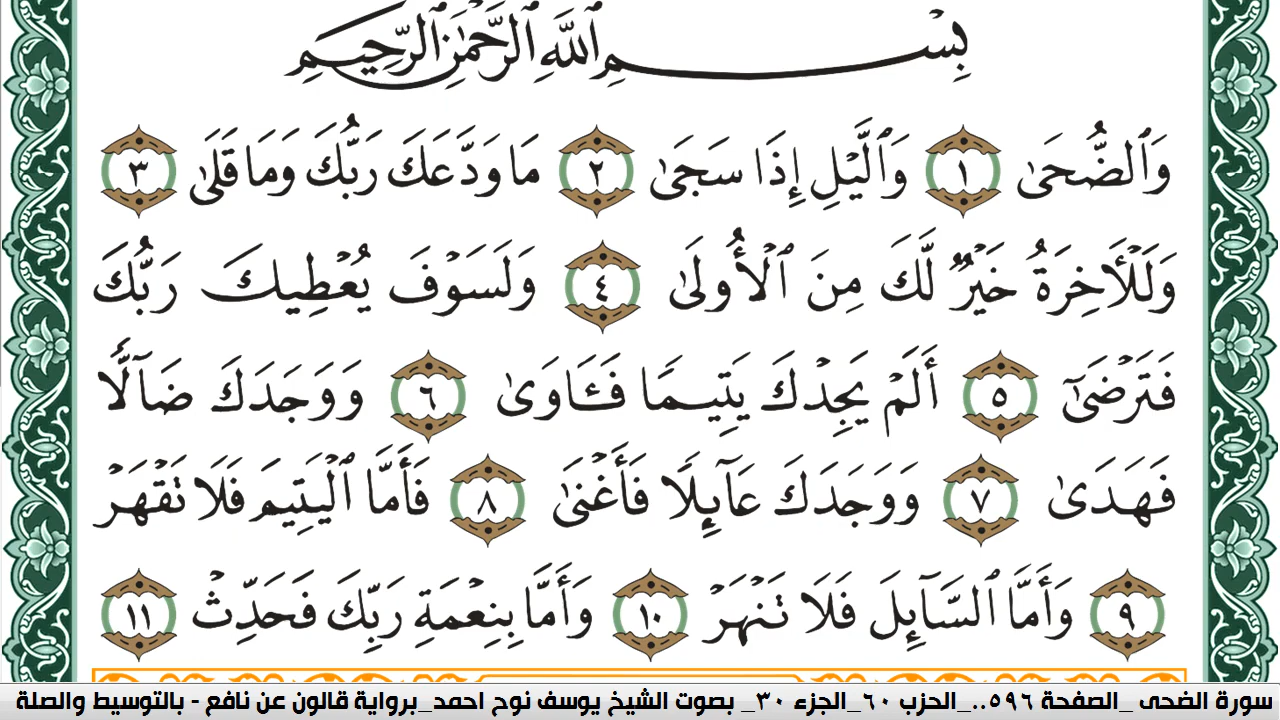 بِسْمِ ٱللَّهِ ٱلرَّحْمَٰنِ ٱلرَّحِيمِ
وَٱلضُّحَىٰ ١ وَٱلَّيْلِ إِذَا سَجَىٰ ٢ مَا وَدَّعَكَ رَبُّكَ وَمَا قَلَىٰ ٣
وَلَلْأٓخِرَةُ خَيْرٌ لَّكَ مِنَ ٱلْأُولَىٰ ٤ وَلَسَوْفَ يُعْطِيكَ رَبُّكَ
فَتَرْضَىٰٓ ٥ أَلَمْ يَجِدْكَ يَتِيمًا فَـَٔاوَىٰ ٦ وَوَجَدَكَ ضَآلًّا
فَهَدَىٰ ٧ وَوَجَدَكَ عَآئِلًا فَأَغْنَىٰ ٨ فَأَمَّا ٱلْيَتِيمَ فَلَا تَقْهَرْ
٩ وَأَمَّا ٱلسَّآئِلَ فَلَا تَنْهَرْ ١٠ وَأَمَّا بِنِعْمَةِ رَبِّكَ فَحَدِّثْ ١١
سورة الضحى _الصفحة ٥٩٦.._الحزب ٦٠_الجزء ٣٠_ بصوت الشيخ يوسف نوح احمد_برواية قالون عن نافع - بالتوسيط والصلة